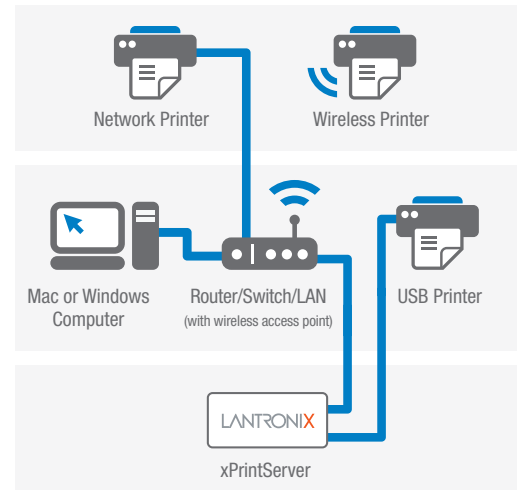 Network Printer
Wireless Printer
Mac or Windows
Computer
Router/Switch/LAN
(with wireless access point)
USB Printer
LANTRONIX
xPrintServer